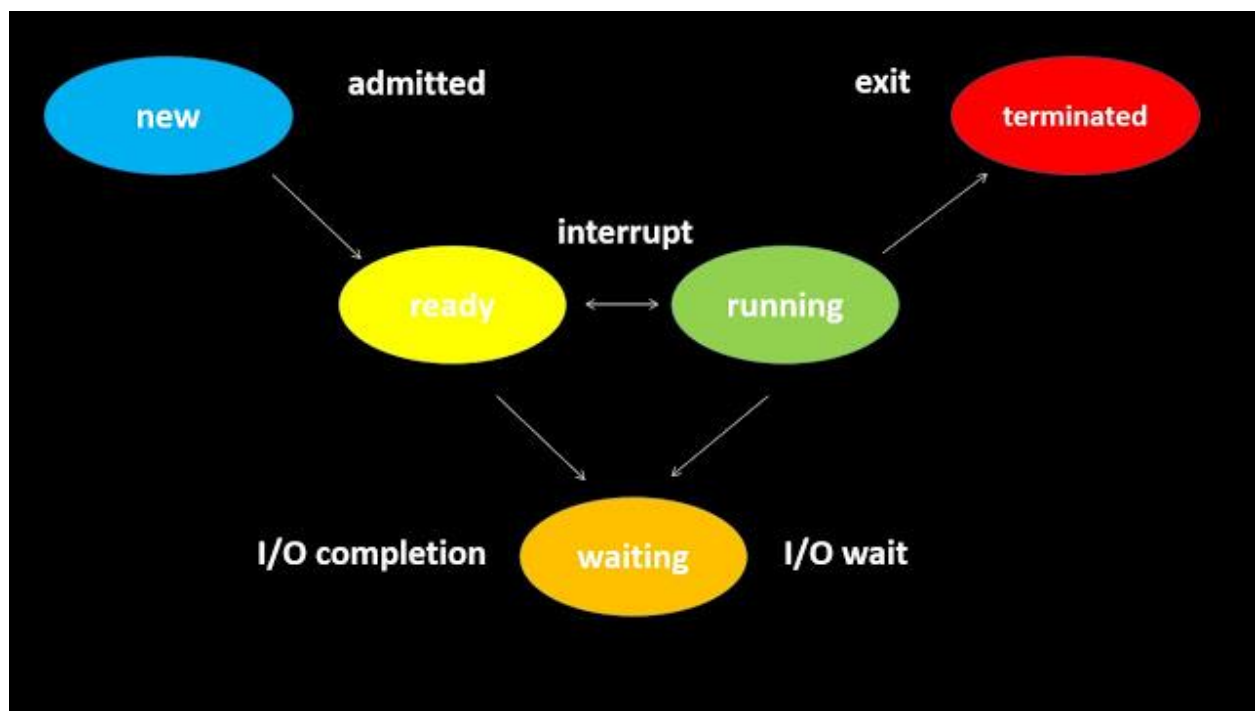 new
admitted
exit
terminated
interrupt
ready
running
I/O completion
waiting
I/O wait